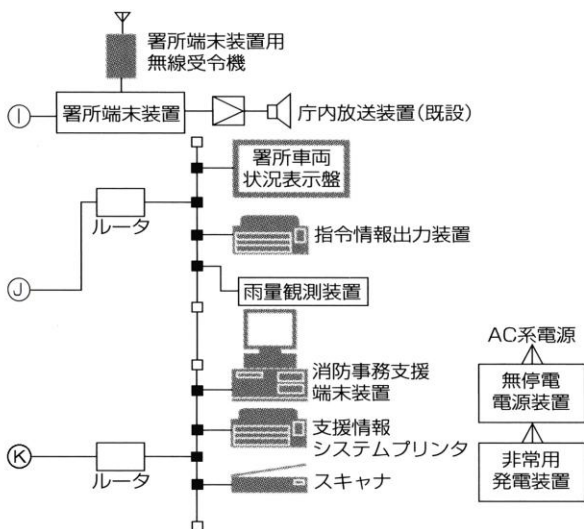 署所端末装置用
無線受令機
I
署所端末装置
庁内放送装置(既設)
署所車両
状況表示盤
ルータ
指令情報出力装置
J
雨量観測装置
AC系電源
消防事務支援
端末装置
無停電
電源装置
支援情報
システムプリンタ
K
ルータ
スキャナ
非常用
発電装置